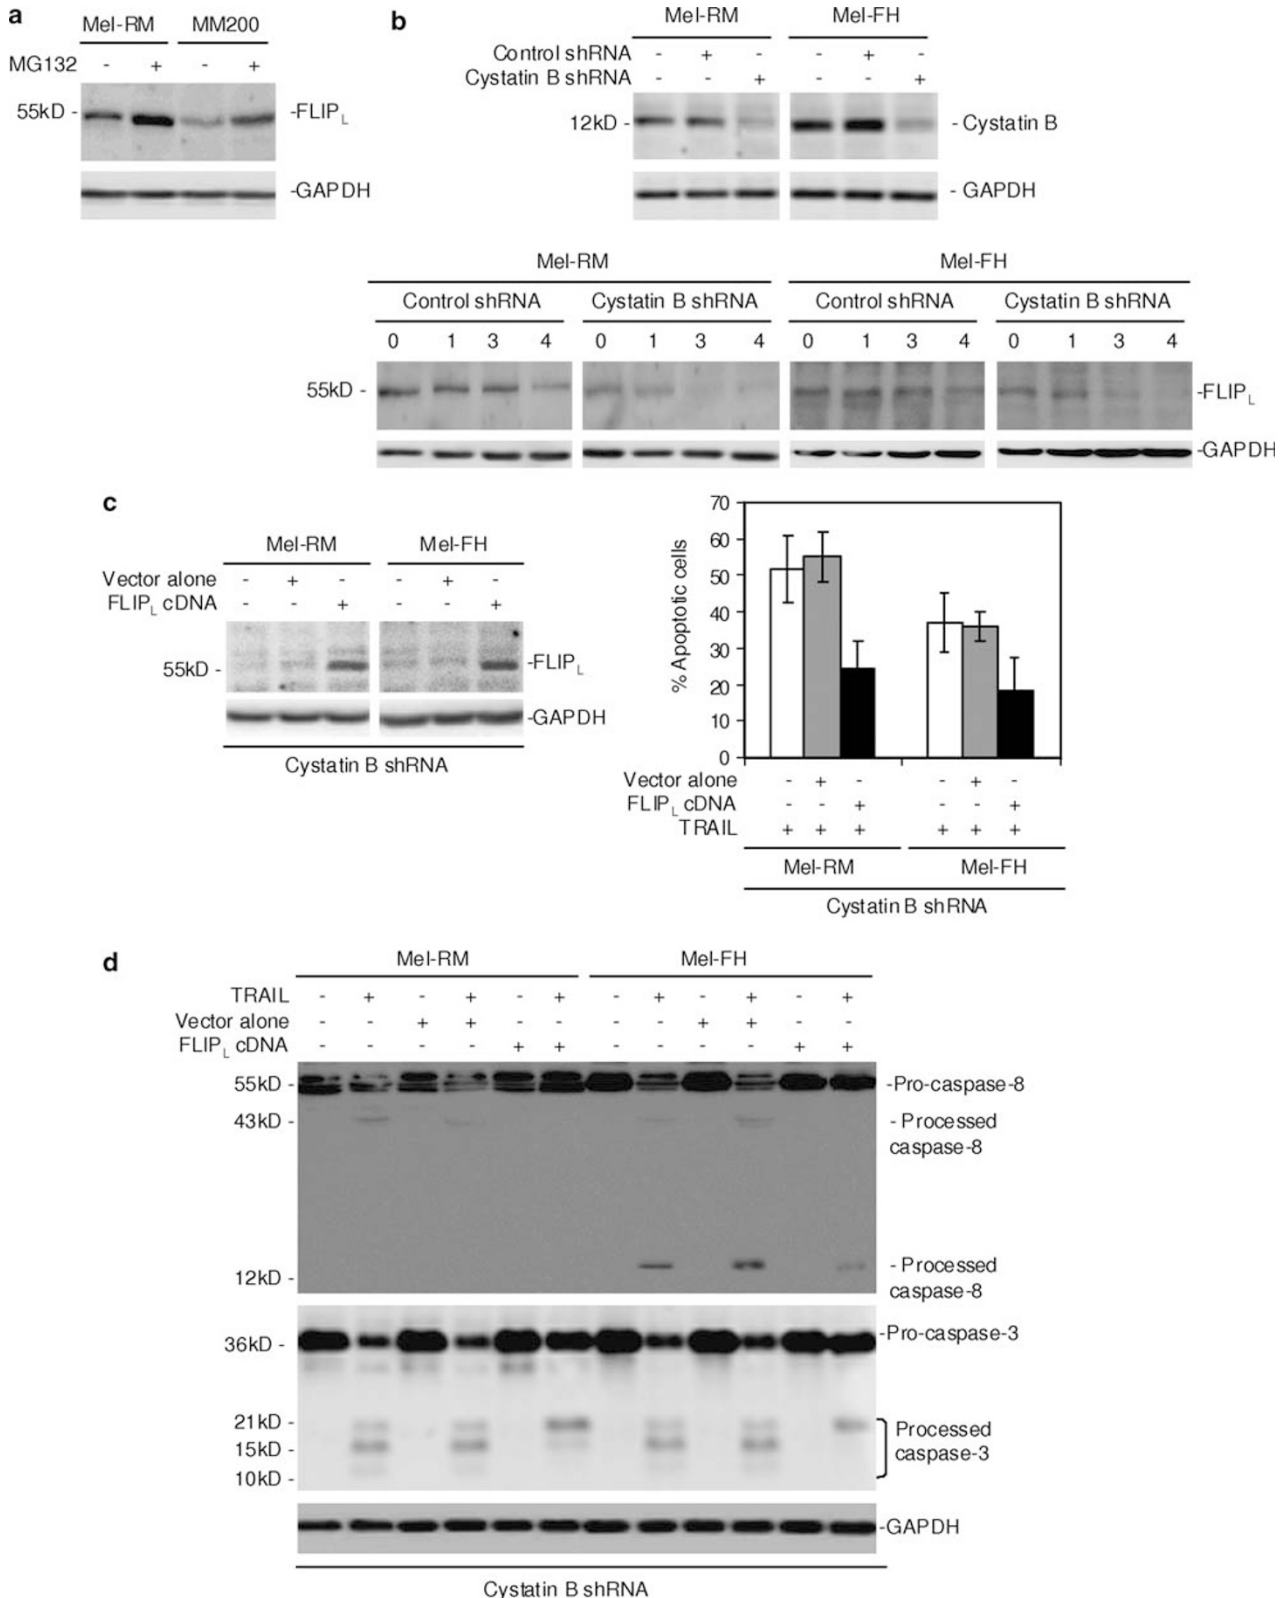 a
Mel-RM MM200
MG132 - + - +
55kD - -FLIPL
-GAPDH
b
Mel-RM Mel-FH
Control shRNA - + - - + -
Cystatin B shRNA - - + - - +
12kD - - Cystatin B
- GAPDH
Mel-RM Mel-FH
Control shRNA Cystatin B shRNA Control shRNA Cystatin B shRNA
0 1 3 4 0 1 3 4 0 1 3 4 0 1 3 4
55kD - -FLIPL
-GAPDH
c
Mel-RM Mel-FH
Vector alone - + - - + -
FLIPL cDNA - - + - - +
55kD - -FLIPL
-GAPDH
Cystatin B shRNA
% Apoptotic cells
70
60
50
40
30
20
10
0
Vector alone - + - - + -
FLIPL cDNA - - + - - +
TRAIL + + + + + +
Mel-RM Mel-FH
Cystatin B shRNA
d
Mel-RM Mel-FH
TRAIL - + - + - + - + - + - +
Vector alone - - + + - - - - + + - -
FLIPL cDNA - - - - + + - - - - + +
55kD - -Pro-caspase-8
43kD - - Processed
caspase-8
12kD - - Processed
caspase-8
36kD - -Pro-caspase-3
21kD -
15kD -
10kD -
Processed
caspase-3
-GAPDH
Cystatin B shRNA